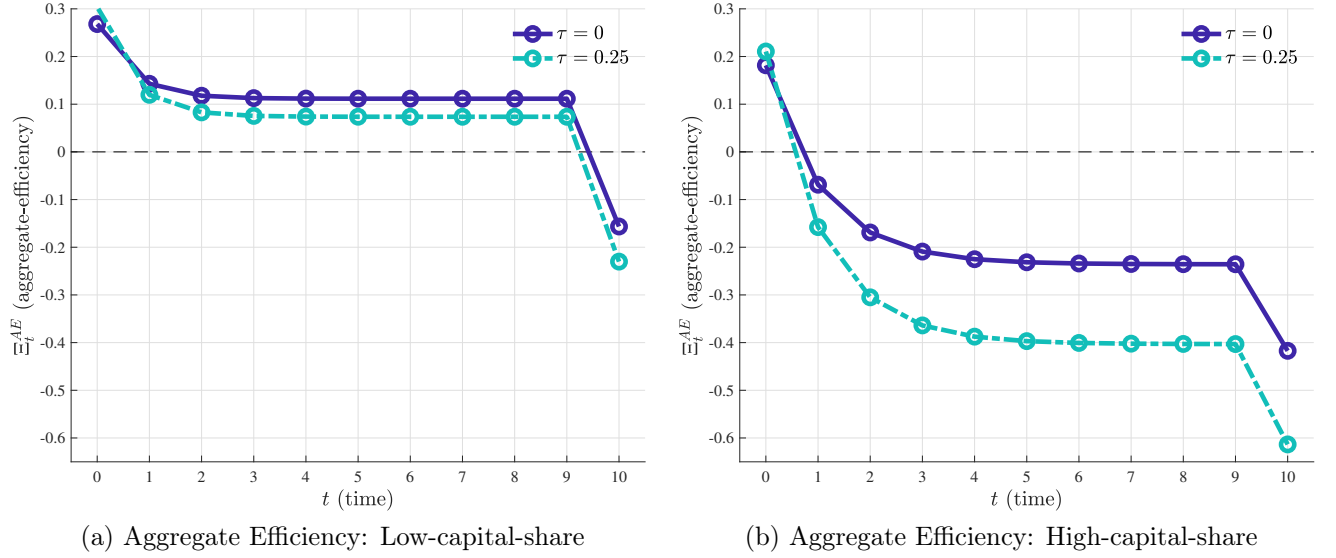 0.3
0.2
0.1
0
-0.1
-0.2
-0.3
-0.4
-0.5
-0.6
Ξ_t^{AE} (aggregate-efficiency)
τ = 0
τ = 0.25
0 1 2 3 4 5 6 7 8 9 10
t (time)
(a) Aggregate Efficiency: Low-capital-share
0.3
0.2
0.1
0
-0.1
-0.2
-0.3
-0.4
-0.5
-0.6
Ξ_t^{AE} (aggregate-efficiency)
τ = 0
τ = 0.25
0 1 2 3 4 5 6 7 8 9 10
t (time)
(b) Aggregate Efficiency: High-capital-share